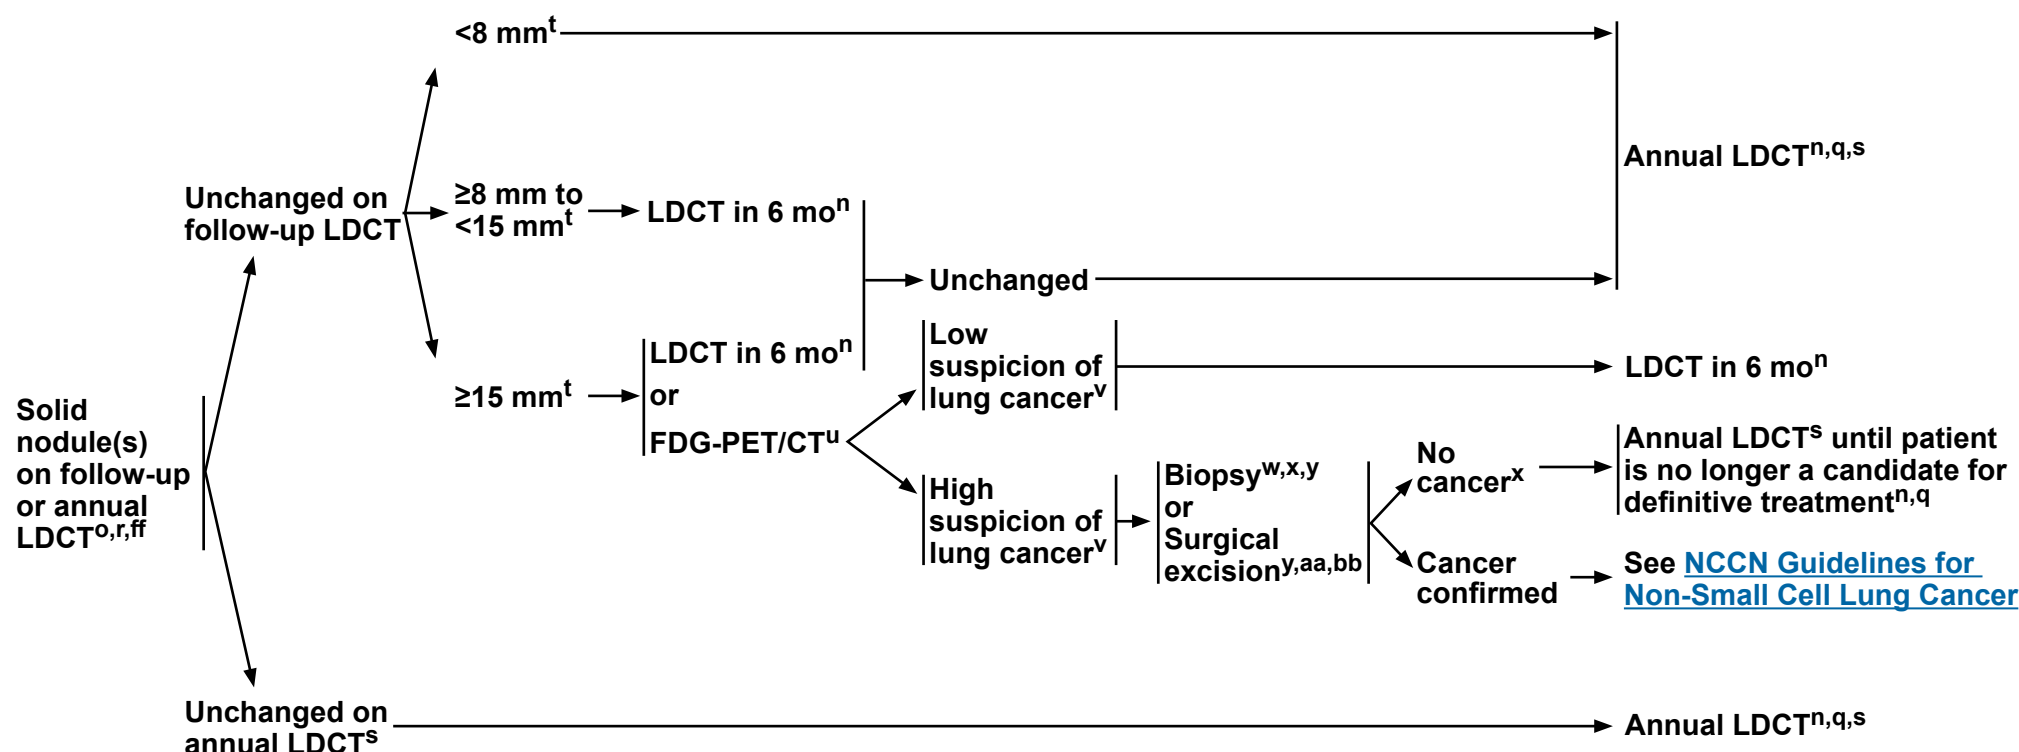 <8 mmt
Unchanged on
follow-up LDCT
≥8 mm to
<15 mmt
LDCT in 6 mon
Annual LDCTn,q,s
Unchanged
≥15 mmt
LDCT in 6 mon
or
FDG-PET/CTu
Low
suspicion of
lung cancerv
LDCT in 6 mon
Solid
nodule(s)
on follow-up
or annual
LDCTo,r,ff
High
suspicion of
lung cancerv
Biopsyw,x,y
or
Surgical
excisiony,aa,bb
No
cancerx
Annual LDCTs until patient
is no longer a candidate for
definitive treatmentn,q
Cancer
confirmed
See NCCN Guidelines for
Non-Small Cell Lung Cancer
Unchanged on
annual LDCTs
Annual LDCTn,q,s